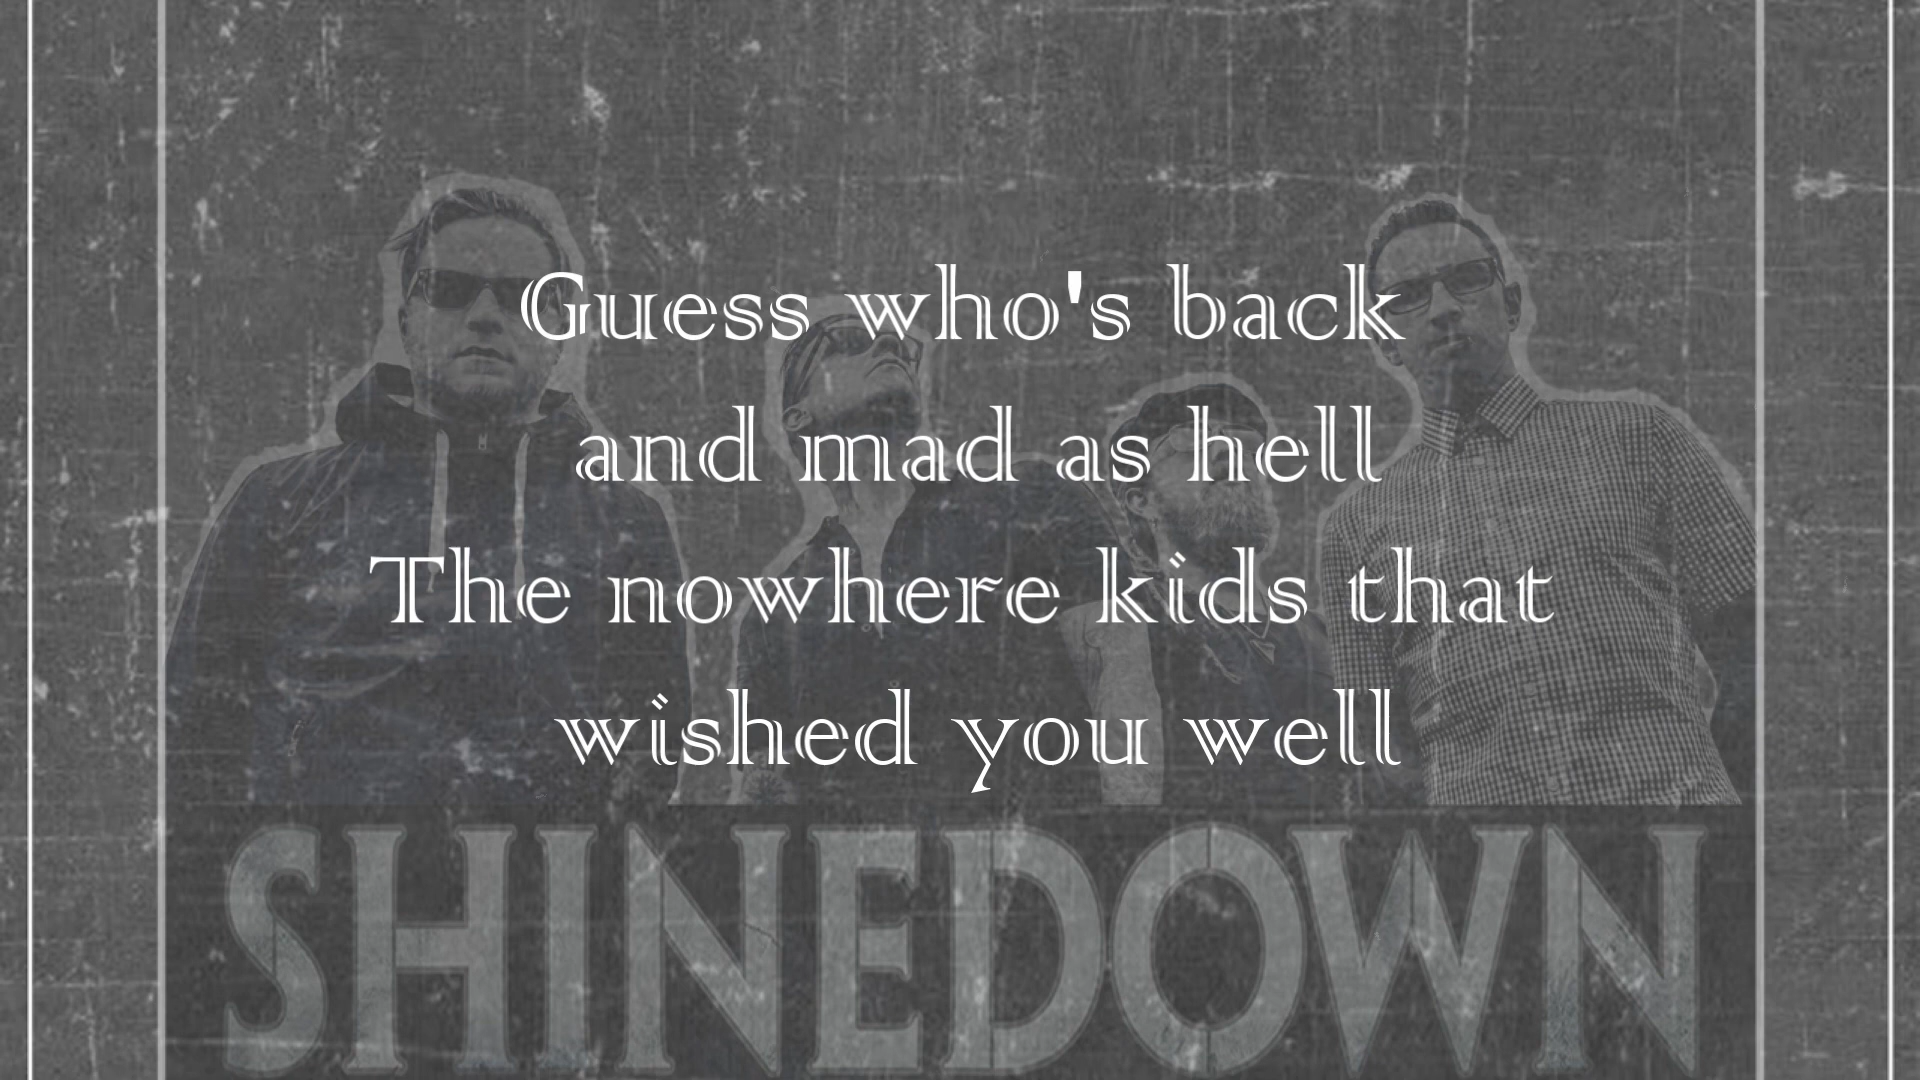 Guess who's back
and mad as hell
The nowhere kids that
wished you well
SHINEDOWN